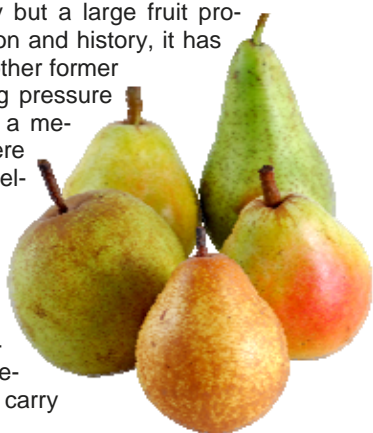 but a large fruit pro-
on and history, it has
ther former
g pressure
a me-
ere
el-
e-
carry